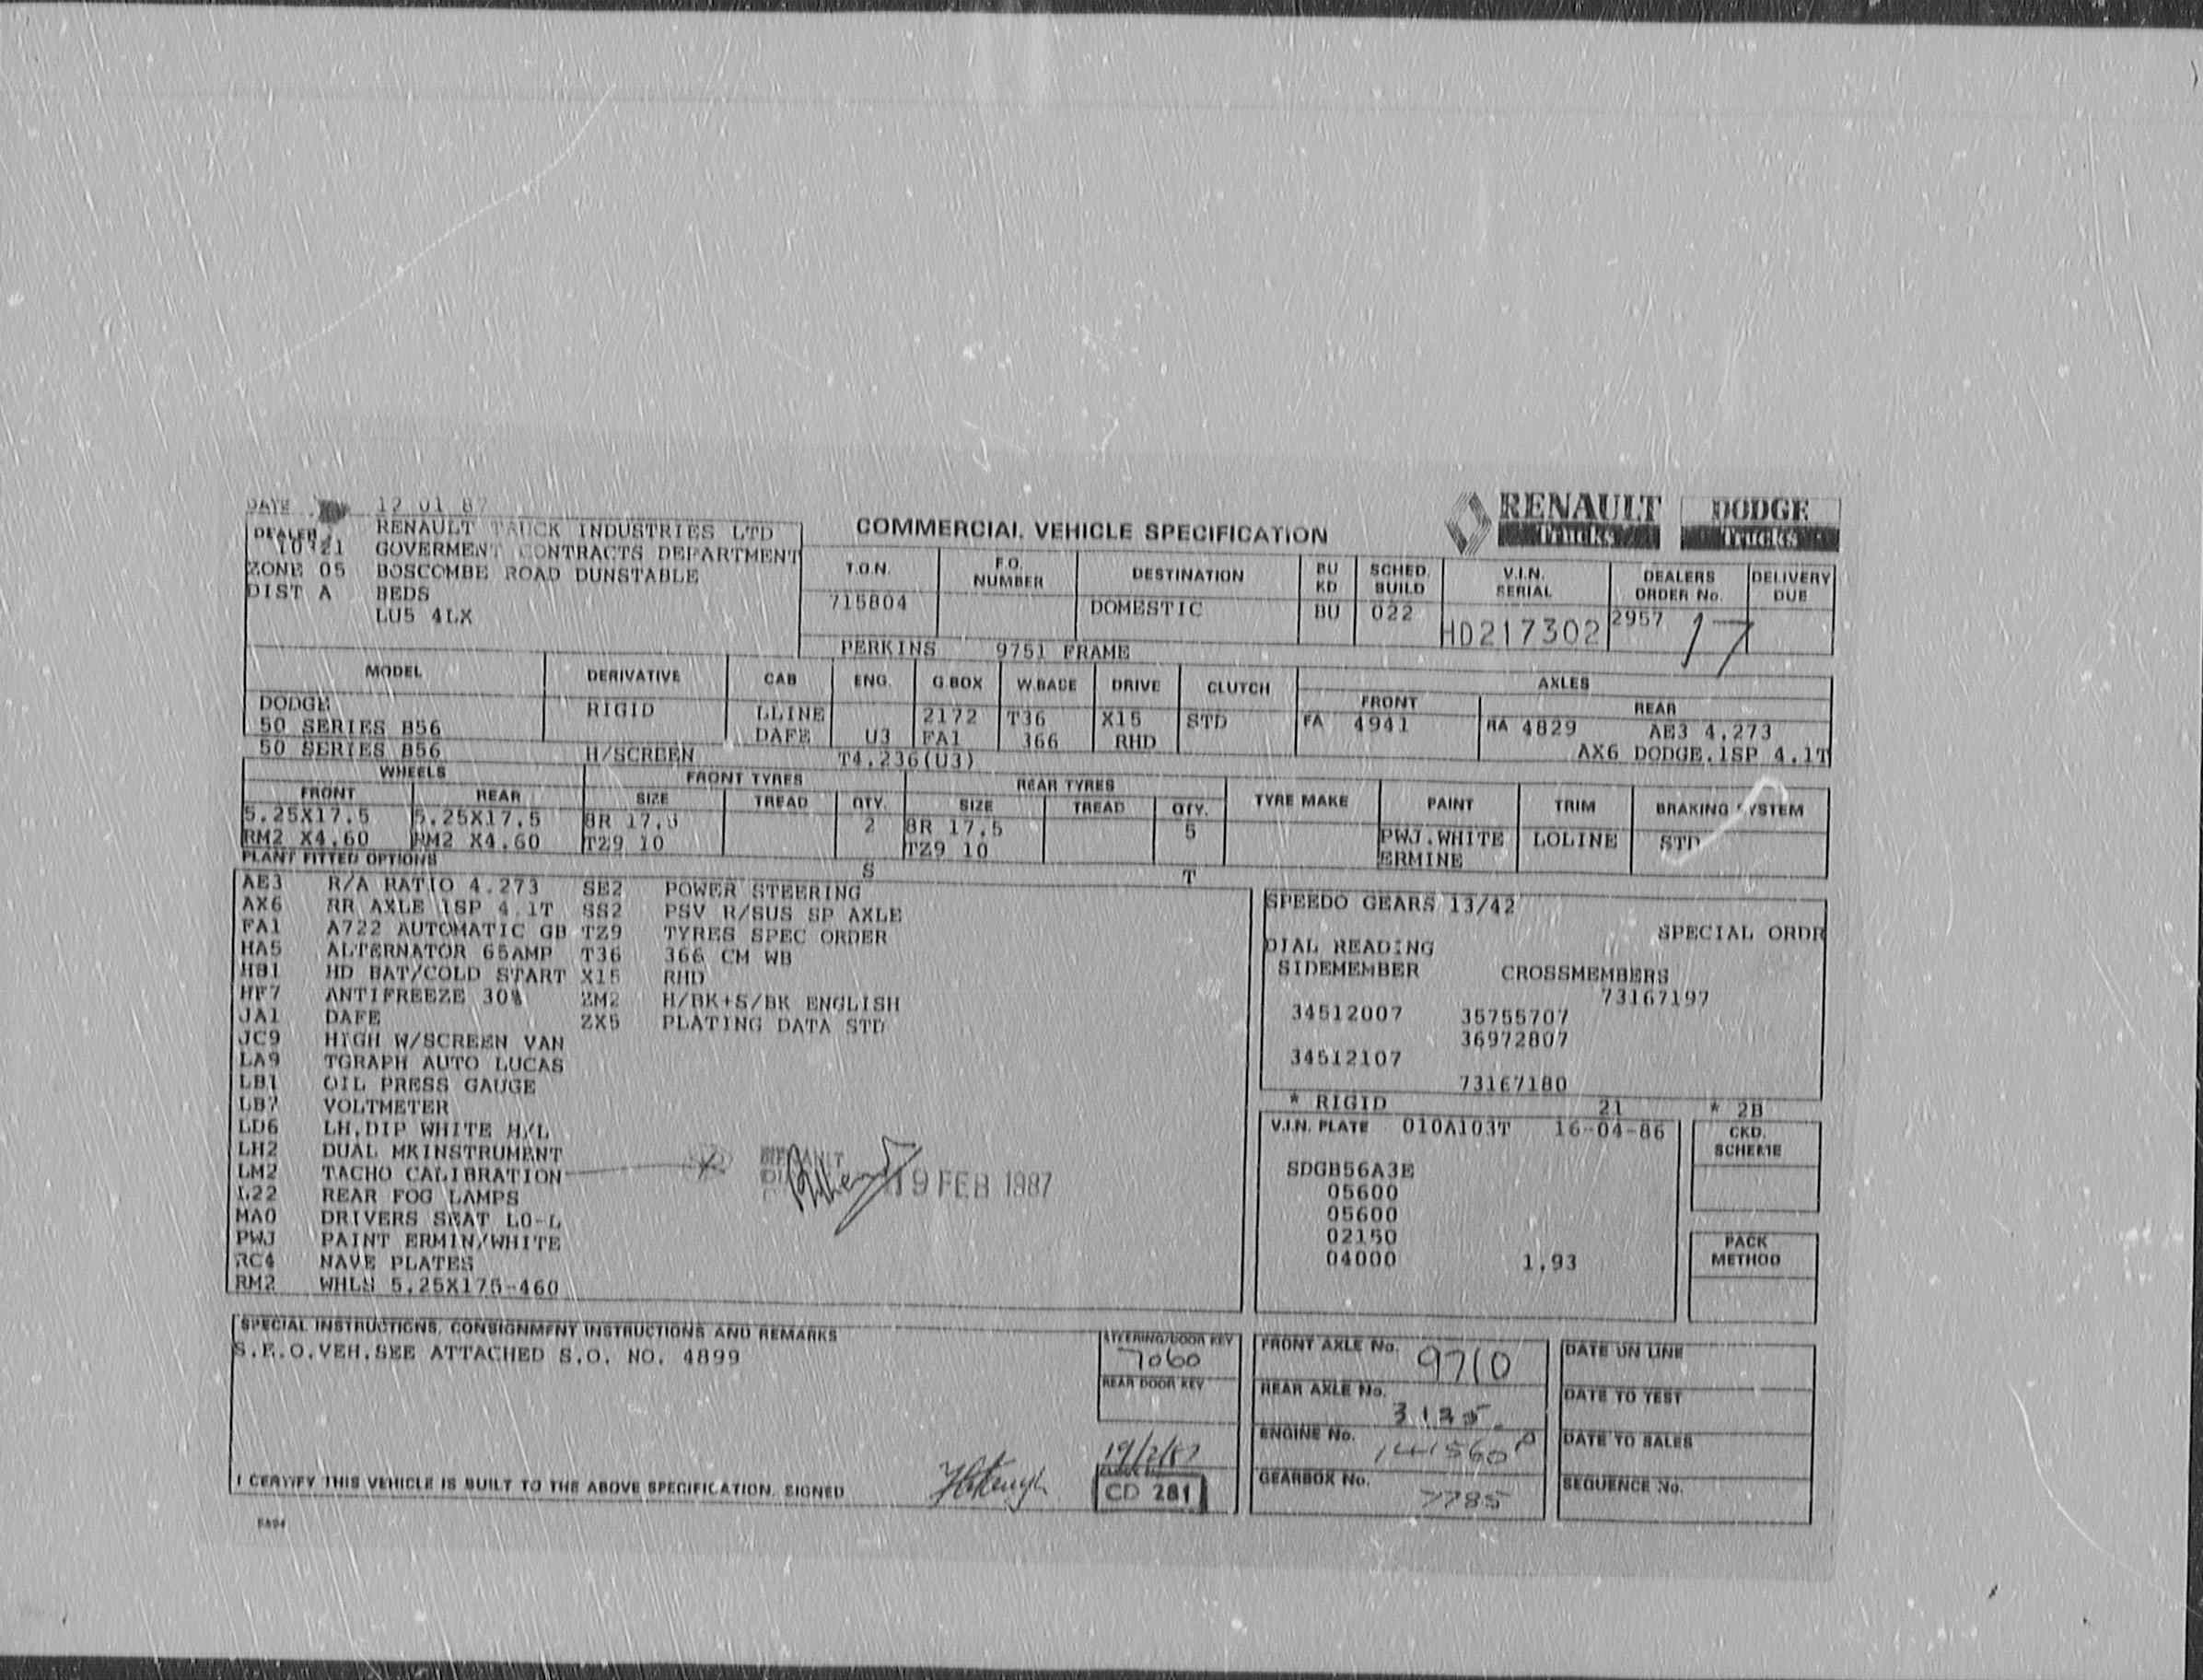 DATE 12 01 87
RENAULT Trucks DODGE Trucks
COMMERCIAL VEHICLE SPECIFICATION
DEALER RENAULT TRUCK INDUSTRIES LTD
GOVERMENT CONTRACTS DEPARTMENT
ZONE 05 BOSCOMBE ROAD DUNSTABLE
DIST A BEDS
LU5 4LX
T.O.N. F.O. NUMBER DESTINATION BU KD SCHED. BUILD V.I.N. SERIAL DEALERS ORDER No. DELIVERY DUE
715804 DOMESTIC BU 022 HD217302 2957 17
PERKINS 9751 FRAME
MODEL DERIVATIVE CAB ENG. G.BOX W.BASE DRIVE CLUTCH AXLES
FRONT REAR
DODGE RIGID LLINE 2172 T36 X15 STD FA 4941 RA 4829 AE3 4.273
50 SERIES B56 DAFE U3 FA1 366 RHD AX6 DODGE.1SP 4.1T
50 SERIES B56 H/SCREEN T4.236(U3)
WHEELS FRONT TYRES REAR TYRES TYRE MAKE PAINT TRIM BRAKING SYSTEM
FRONT REAR SIZE TREAD QTY. SIZE TREAD QTY.
5.25X17.5 5.25X17.5 8R 17.5 2 8R 17.5 5 PWJ.WHITE LOLINE STD
RM2 X4.60 RM2 X4.60 TZ9 10 TZ9 10 ERMINE
PLANT FITTED OPTIONS S T
AE3 R/A RATIO 4.273 SE2 POWER STEERING
AX6 RR AXLE 1SP 4.1T SS2 PSV R/SUS SP AXLE
FA1 A722 AUTOMATIC GB TZ9 TYRES SPEC ORDER
HA5 ALTERNATOR 65AMP T36 366 CM WB
HB1 HD BAT/COLD START X15 RHD
HF7 ANTIFREEZE 30% ZM2 H/BK+S/BK ENGLISH
JA1 DAFE ZX5 PLATING DATA STD
JC9 HIGH W/SCREEN VAN
LA9 TGRAPH AUTO LUCAS
LB1 OIL PRESS GAUGE
LB7 VOLTMETER
LD6 LH.DIP WHITE H/L
LH2 DUAL MKINSTRUMENT
LM2 TACHO CALIBRATION
L22 REAR FOG LAMPS
MA0 DRIVERS SEAT LO-L
PWJ PAINT ERMIN/WHITE
RC4 NAVE PLATES
RM2 WHLS 5.25X175-460
19 FEB 1987
SPEEDO GEARS 13/42
SPECIAL ORDR
DIAL READING
SIDEMEMBER CROSSMEMBERS
73167197
34512007 35755707
36972807
34512107
73167180
* RIGID 21 * 2B
V.I.N. PLATE 010A103T 16-04-86
SDGB56A3E
05600
05600
02150
04000 1.93
CKD. SCHEME
PACK METHOD
SPECIAL INSTRUCTIONS, CONSIGNMENT INSTRUCTIONS AND REMARKS
S.E.O.VEH.SEE ATTACHED S.O. NO. 4899
STEERING/DOOR KEY
7060
REAR DOOR KEY
19/2/87
CD 281
I CERTIFY THIS VEHICLE IS BUILT TO THE ABOVE SPECIFICATION. SIGNED
FRONT AXLE No. 9710
REAR AXLE No. 3135
ENGINE No. 141560 P
GEARBOX No. 7785
DATE ON LINE
DATE TO TEST
DATE TO SALES
SEQUENCE No.